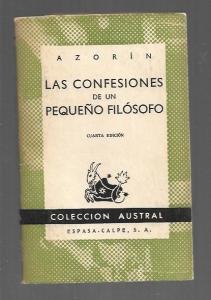 AZORÍN
LAS CONFESIONES
DE UN
PEQUEÑO FILÓSOFO
CUARTA EDICIÓN
COLECCION AUSTRAL
ESPASA-CALPE, S. A.